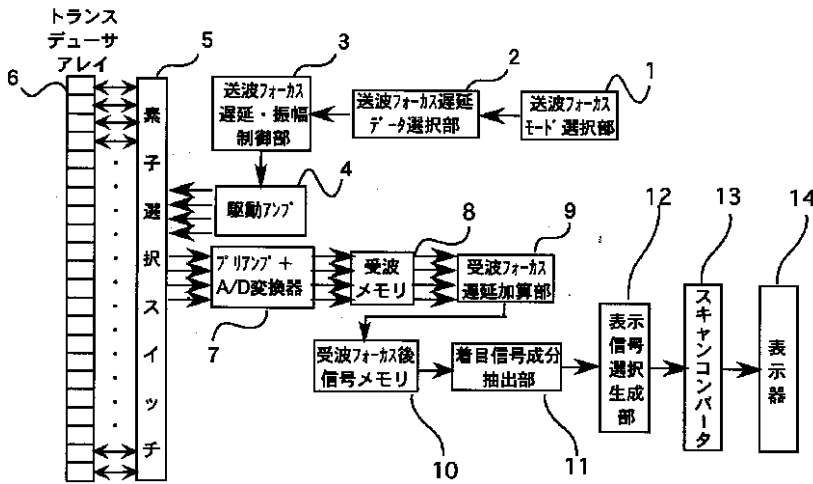 トランス
デューサ
アレイ
6
5
素子選択スイッチ
3
送波フォーカス
遅延・振幅
制御部
2
送波フォーカス遅延
データ選択部
1
送波フォーカス
モード選択部
4
駆動アンプ
プリアンプ+
A/D変換器
7
8
受波
メモリ
9
受波フォーカス
遅延加算部
受波フォーカス後
信号メモリ
10
着目信号成分
抽出部
11
12
表示
信号
選択
生成
部
13
スキャンコンバータ
14
表示器